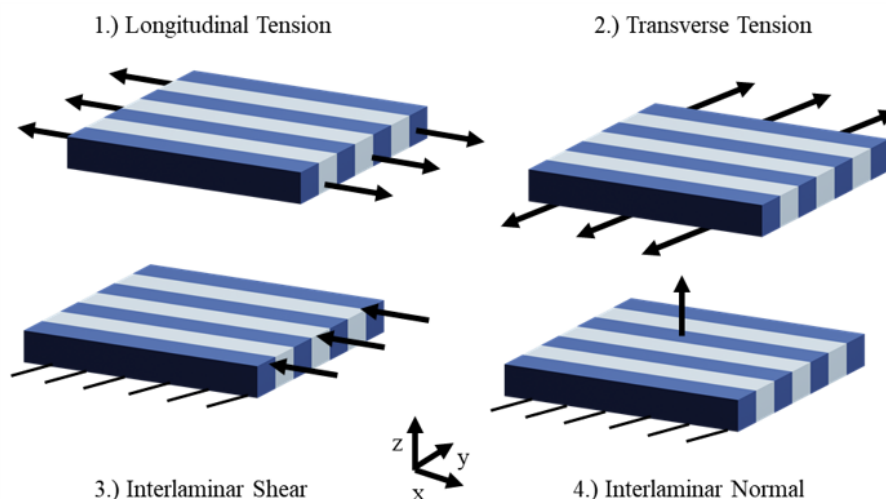 1.) Longitudinal Tension
2.) Transverse Tension
z
y
x
3.) Interlaminar Shear
4.) Interlaminar Normal